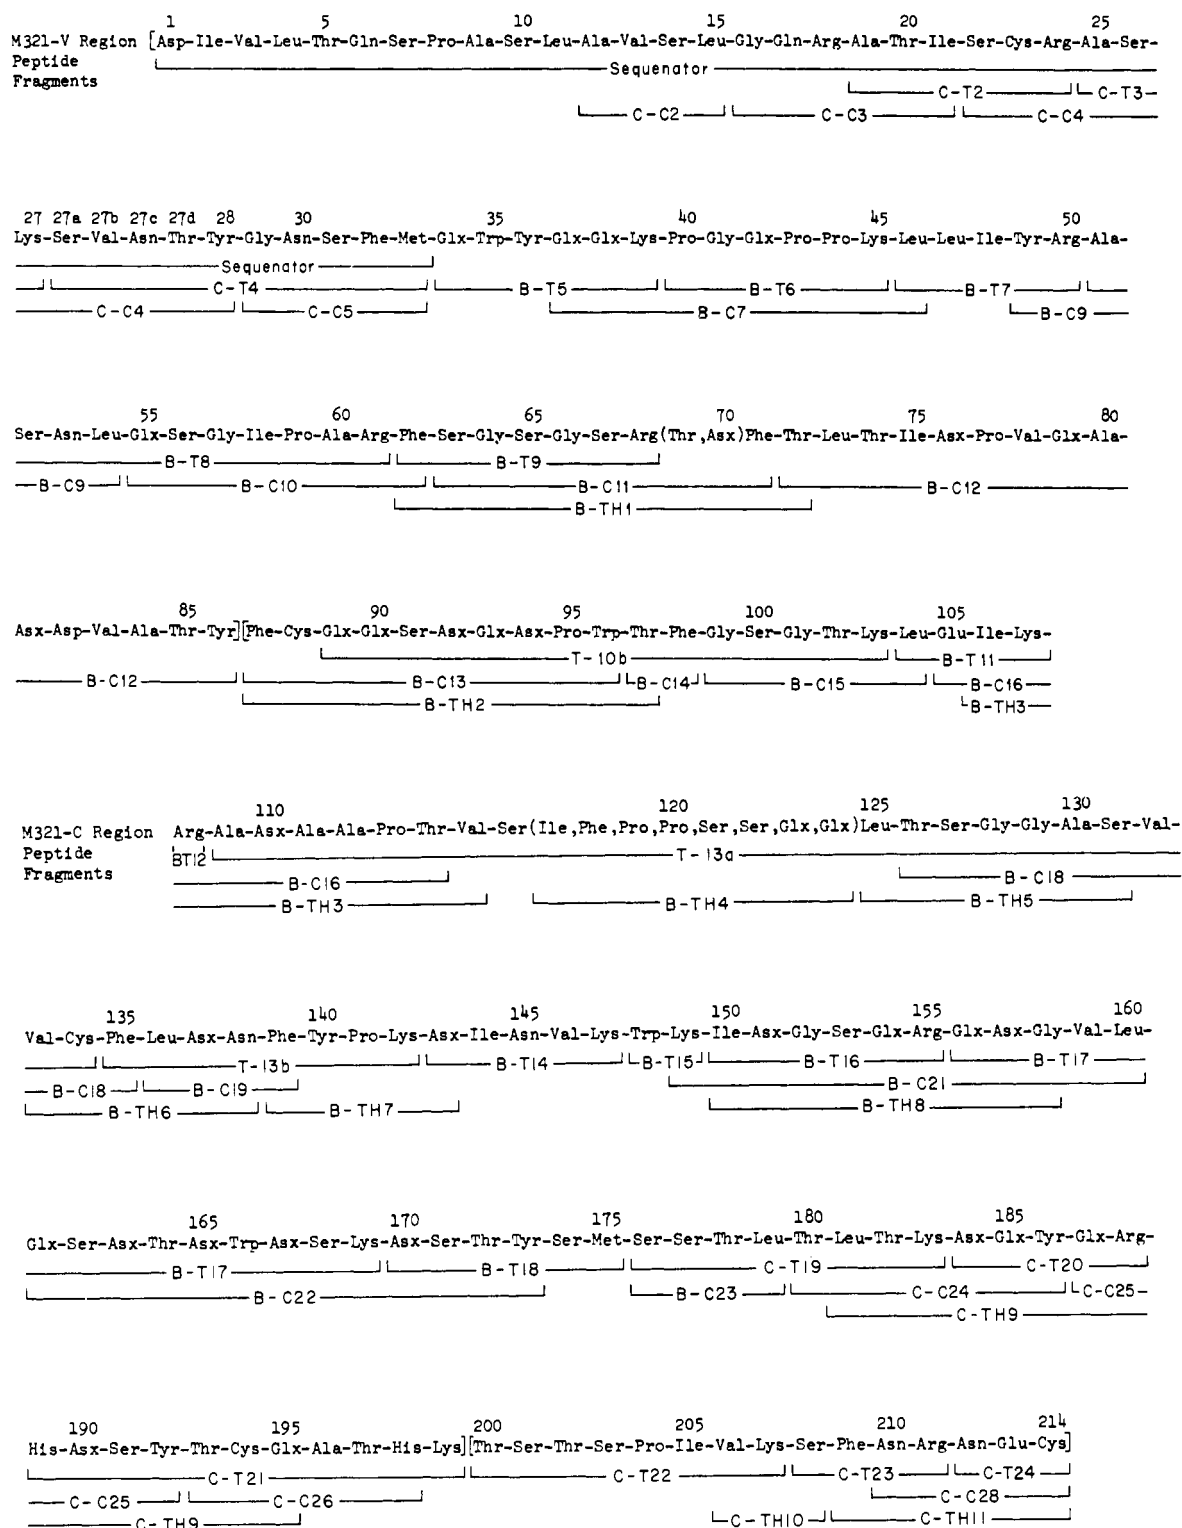 1 5 10 15 20 25
M321-V Region [Asp-Ile-Val-Leu-Thr-Gln-Ser-Pro-Ala-Ser-Leu-Ala-Val-Ser-Leu-Gly-Gln-Arg-Ala-Thr-Ile-Ser-Cys-Arg-Ala-Ser-
Peptide
Fragments
Sequenator
C-T2 C-T3
C-C2 C-C3 C-C4
27 27a 27b 27c 27d 28 30 35 40 45 50
Lys-Ser-Val-Asn-Thr-Tyr-Gly-Asn-Ser-Phe-Met-Glx-Trp-Tyr-Glx-Glx-Lys-Pro-Gly-Glx-Pro-Pro-Lys-Leu-Leu-Ile-Tyr-Arg-Ala-
Sequenator
C-T4 B-T5 B-T6 B-T7
C-C4 C-C5 B-C7 B-C9
55 60 65 70 75 80
Ser-Asn-Leu-Glx-Ser-Gly-Ile-Pro-Ala-Arg-Phe-Ser-Gly-Ser-Gly-Ser-Arg(Thr,Asx)Phe-Thr-Leu-Thr-Ile-Asx-Pro-Val-Glx-Ala-
B-T8 B-T9
B-C9 B-C10 B-C11 B-C12
B-TH1
85 90 95 100 105
Asx-Asp-Val-Ala-Thr-Tyr][Phe-Cys-Glx-Glx-Ser-Asx-Glx-Asx-Pro-Trp-Thr-Phe-Gly-Ser-Gly-Thr-Lys-Leu-Glu-Ile-Lys-
T-10b B-T11
B-C12 B-C13 B-C14 B-C15 B-C16
B-TH2 B-TH3
110 120 125 130
M321-C Region Arg-Ala-Asx-Ala-Ala-Pro-Thr-Val-Ser(Ile,Phe,Pro,Pro,Ser,Ser,Glx,Glx)Leu-Thr-Ser-Gly-Gly-Ala-Ser-Val-
Peptide BT12 T-13a
Fragments
B-C16 B-C18
B-TH3 B-TH4 B-TH5
135 140 145 150 155 160
Val-Cys-Phe-Leu-Asx-Asn-Phe-Tyr-Pro-Lys-Asx-Ile-Asn-Val-Lys-Trp-Lys-Ile-Asx-Gly-Ser-Glx-Arg-Glx-Asx-Gly-Val-Leu-
T-13b B-T14 B-T15 B-T16 B-T17
B-C18 B-C19 B-C21
B-TH6 B-TH7 B-TH8
165 170 175 180 185
Glx-Ser-Asx-Thr-Asx-Trp-Asx-Ser-Lys-Asx-Ser-Thr-Tyr-Ser-Met-Ser-Ser-Thr-Leu-Thr-Leu-Thr-Lys-Asx-Glx-Tyr-Glx-Arg-
B-T17 B-T18 C-T19 C-T20
B-C22 B-C23 C-C24 C-C25
C-TH9
190 195 200 205 210 214
His-Asx-Ser-Tyr-Thr-Cys-Glx-Ala-Thr-His-Lys][Thr-Ser-Thr-Ser-Pro-Ile-Val-Lys-Ser-Phe-Asn-Arg-Asn-Glu-Cys]
C-T21 C-T22 C-T23 C-T24
C-C25 C-C26 C-C28
C-TH9 C-TH10 C-TH11